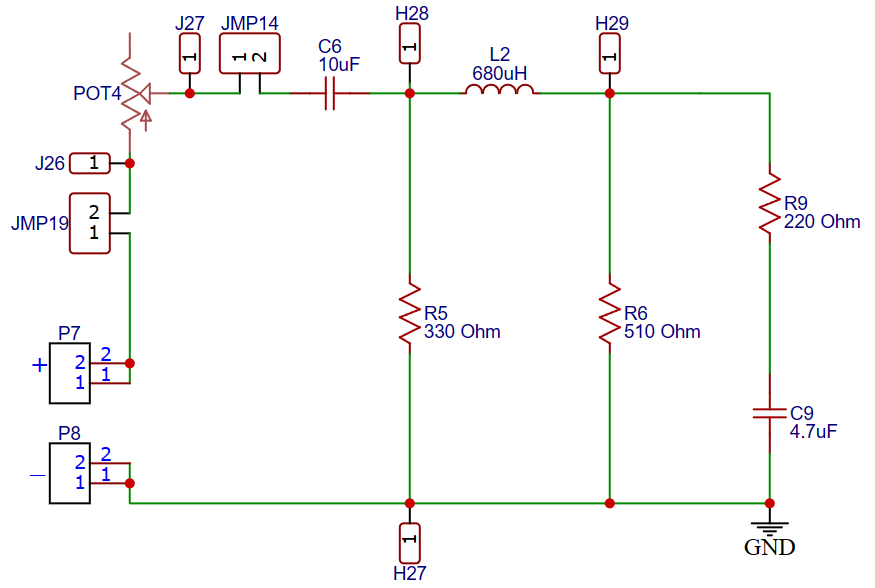 H28
J27 JMP14
H29
1
1 2
1
1
C6
10uF
L2
680uH
POT4
J26 1
2
JMP19
1
R9
220 Ohm
R5
330 Ohm
R6
510 Ohm
P7
+ 2 2
1 1
C9
4.7uF
P8
2 2
— 1 1
1
GND
H27